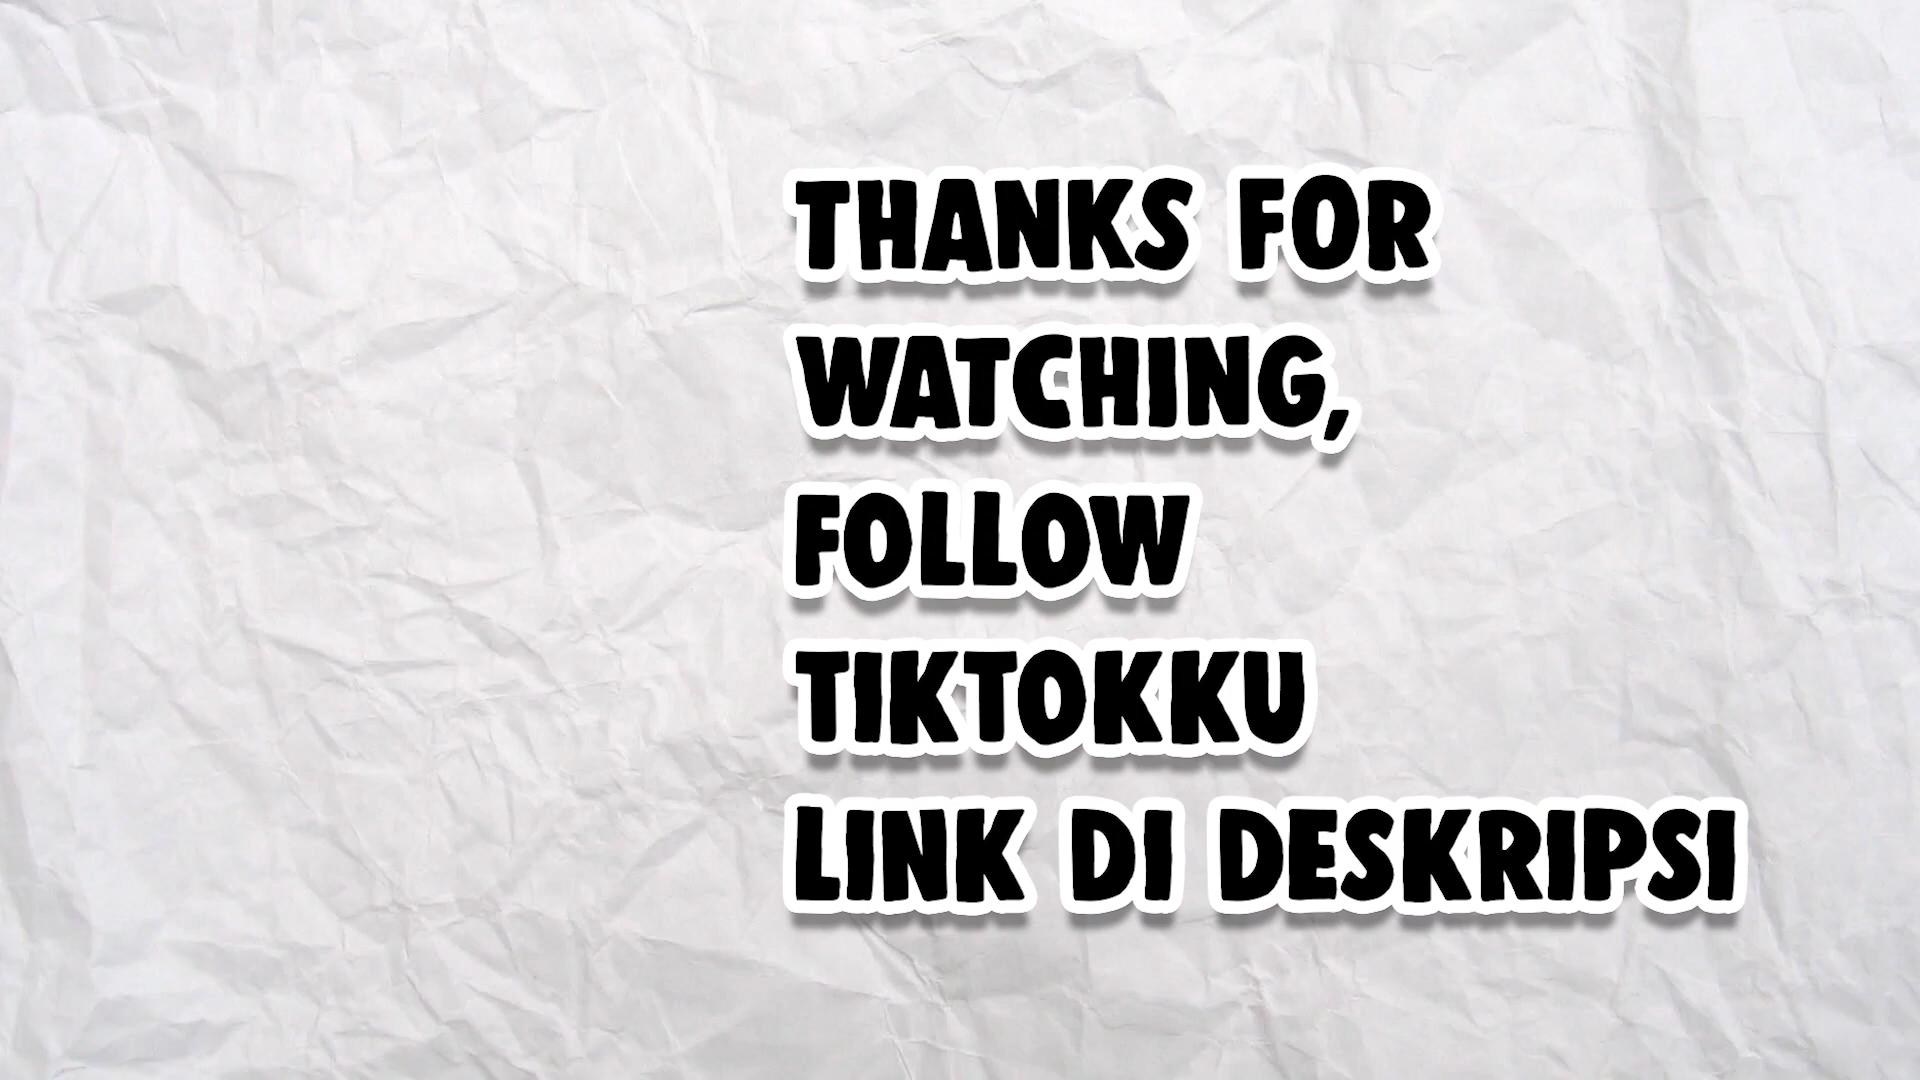 THANKS FOR
WATCHING,
FOLLOW
TIKTOKKU
LINK DI DESKRIPSI